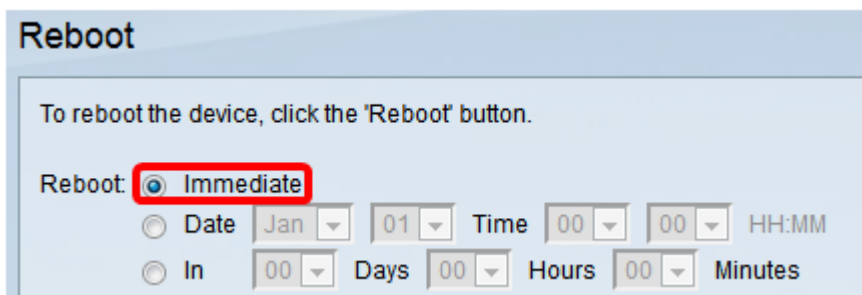 Reboot
To reboot the device, click the 'Reboot' button.
Reboot: Immediate
Date Jan 01 Time 00 00 HH:MM
In 00 Days 00 Hours 00 Minutes